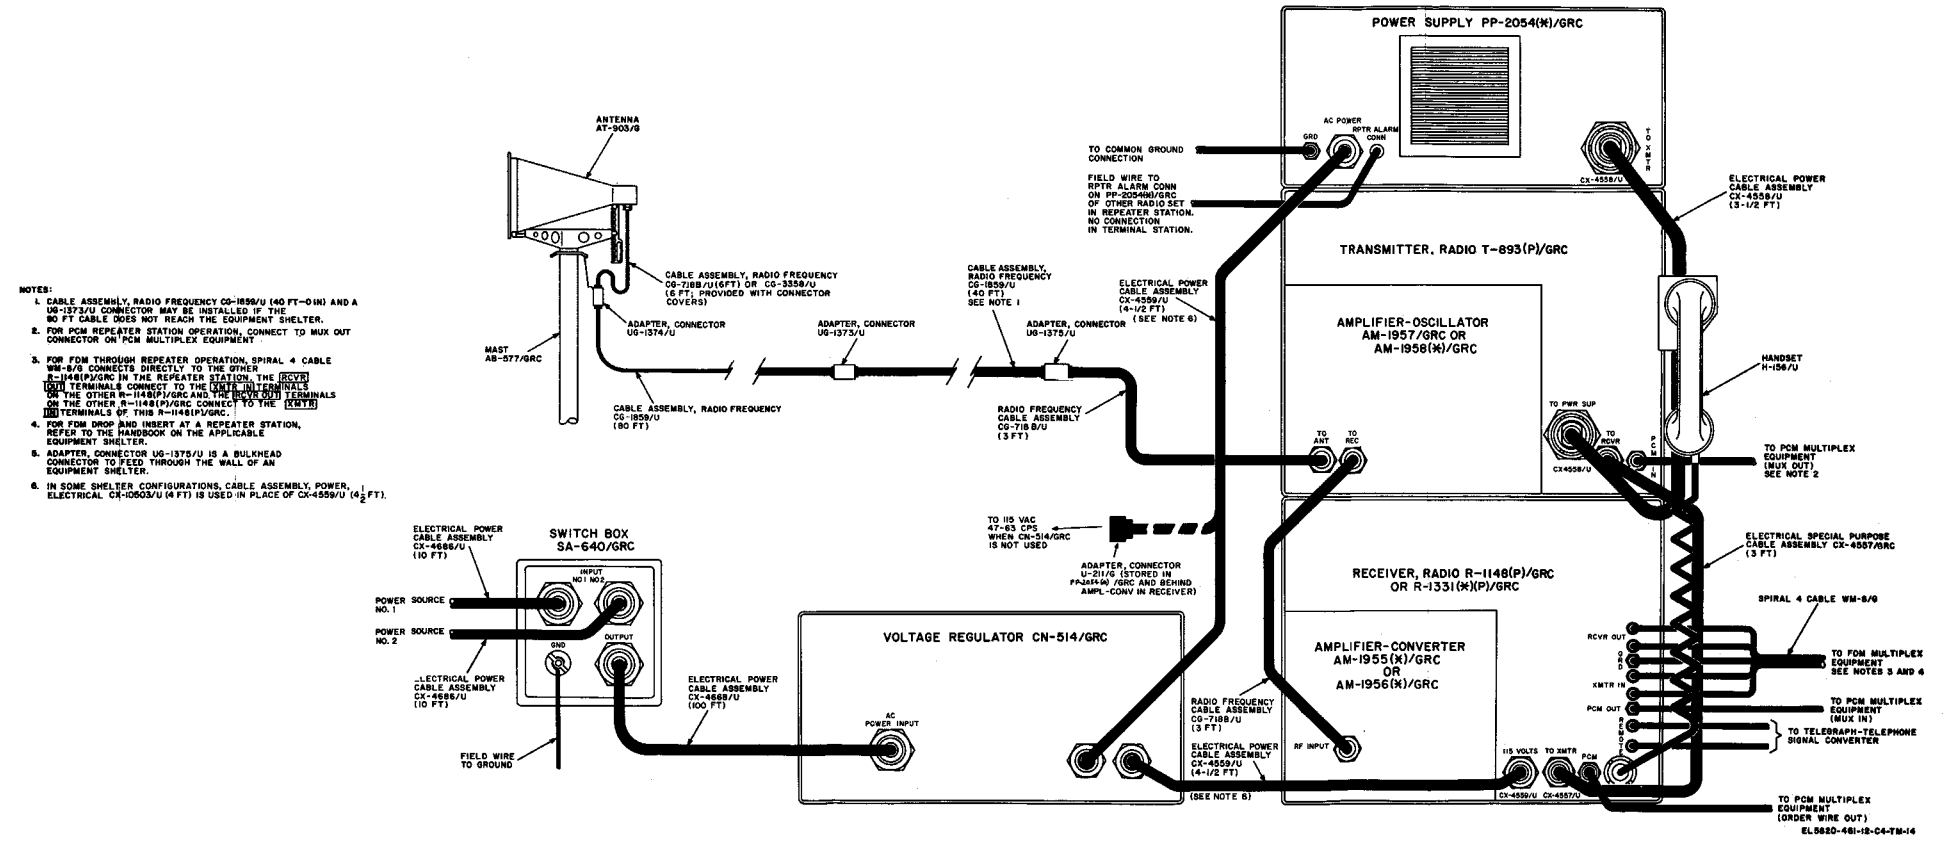 POWER SUPPLY PP-2054(*)/GRC
AC POWER
GRD
RPTR ALARM
CONN
TO XMTR
CX-4558/U
TO COMMON GROUND
CONNECTION
FIELD WIRE TO
RPTR ALARM CONN
ON PP-2054(*)/GRC
OF OTHER RADIO SET
IN REPEATER STATION.
NO CONNECTION
IN TERMINAL STATION.
ELECTRICAL POWER
CABLE ASSEMBLY
CX-4558/U
(3-1/2 FT)
ANTENNA
AT-903/G
TRANSMITTER, RADIO T-893(P)/GRC
CABLE ASSEMBLY, RADIO FREQUENCY
CG-718B/U(6FT) OR CG-3358/U
(6 FT; PROVIDED WITH CONNECTOR
COVERS)
CABLE ASSEMBLY,
RADIO FREQUENCY
CG-1859/U
(40 FT)
SEE NOTE 1
ELECTRICAL POWER
CABLE ASSEMBLY
CX-4559/U
(4-1/2 FT)
(SEE NOTE 6)
ADAPTER, CONNECTOR
UG-1374/U
ADAPTER, CONNECTOR
UG-1373/U
ADAPTER, CONNECTOR
UG-1375/U
MAST
AB-577/GRC
CABLE ASSEMBLY, RADIO FREQUENCY
CG-1859/U
(80 FT)
RADIO FREQUENCY
CABLE ASSEMBLY
CG-718B/U
(3 FT)
AMPLIFIER-OSCILLATOR
AM-1957/GRC OR
AM-1958(*)/GRC
HANDSET
H-156/U
TO PWR SUP
TO
ANT
TO
REC
TO
RCVR
PCM IN
CX4558/U
TO PCM MULTIPLEX
EQUIPMENT
(MUX OUT)
SEE NOTE 2
NOTES:
1. CABLE ASSEMBLY, RADIO FREQUENCY CG-1859/U (40 FT-0 IN) AND A
UG-1373/U CONNECTOR MAY BE INSTALLED IF THE
80 FT CABLE DOES NOT REACH THE EQUIPMENT SHELTER.
2. FOR PCM REPEATER STATION OPERATION, CONNECT TO MUX OUT
CONNECTOR ON PCM MULTIPLEX EQUIPMENT
3. FOR FDM THROUGH REPEATER OPERATION, SPIRAL 4 CABLE
WM-8/G CONNECTS DIRECTLY TO THE OTHER
R-1148(P)/GRC IN THE REPEATER STATION. THE RCVR
OUT TERMINALS CONNECT TO THE XMTR IN TERMINALS
ON THE OTHER R-1148(P)/GRC AND THE RCVR OUT TERMINALS
ON THE OTHER R-1148(P)/GRC CONNECT TO THE XMTR
IN TERMINALS OF THIS R-1148(P)/GRC.
4. FOR FDM DROP AND INSERT AT A REPEATER STATION,
REFER TO THE HANDBOOK ON THE APPLICABLE
EQUIPMENT SHELTER.
5. ADAPTER, CONNECTOR UG-1375/U IS A BULKHEAD
CONNECTOR TO FEED THROUGH THE WALL OF AN
EQUIPMENT SHELTER.
6. IN SOME SHELTER CONFIGURATIONS, CABLE ASSEMBLY, POWER,
ELECTRICAL CX-10503/U (4 FT) IS USED IN PLACE OF CX-4559/U (4 1/2 FT).
ELECTRICAL POWER
CABLE ASSEMBLY
CX-4686/U
(10 FT)
SWITCH BOX
SA-640/GRC
INPUT
NO1 NO2
OUTPUT
GND
POWER SOURCE
NO. 1
POWER SOURCE
NO. 2
ELECTRICAL POWER
CABLE ASSEMBLY
CX-4686/U
(10 FT)
FIELD WIRE
TO GROUND
ELECTRICAL POWER
CABLE ASSEMBLY
CX-4668/U
(100 FT)
TO 115 VAC
47-63 CPS
WHEN CN-514/GRC
IS NOT USED
ADAPTER, CONNECTOR
U-211/G (STORED IN
PP-2054(*)/GRC AND BEHIND
AMPL-CONV IN RECEIVER)
VOLTAGE REGULATOR CN-514/GRC
AC
POWER INPUT
RADIO FREQUENCY
CABLE ASSEMBLY
CG-718B/U
(3 FT)
ELECTRICAL POWER
CABLE ASSEMBLY
CX-4559/U
(4-1/2 FT)
(SEE NOTE 6)
RECEIVER, RADIO R-1148(P)/GRC
OR R-1331(*)(P)/GRC
AMPLIFIER-CONVERTER
AM-1955(*)/GRC
OR
AM-1956(*)/GRC
RF INPUT
RCVR OUT
GRD
XMTR IN
PCM OUT
REMOTE
115 VOLTS
TO XMTR
PCM
CX-4559/U
CX-4557/U
ELECTRICAL SPECIAL PURPOSE
CABLE ASSEMBLY CX-4557/GRC
(3 FT)
SPIRAL 4 CABLE WM-8/G
TO FDM MULTIPLEX
EQUIPMENT
SEE NOTES 3 AND 4
TO PCM MULTIPLEX
EQUIPMENT
(MUX IN)
TO TELEGRAPH-TELEPHONE
SIGNAL CONVERTER
TO PCM MULTIPLEX
EQUIPMENT
(ORDER WIRE OUT)
EL5820-461-12-C4-TM-14